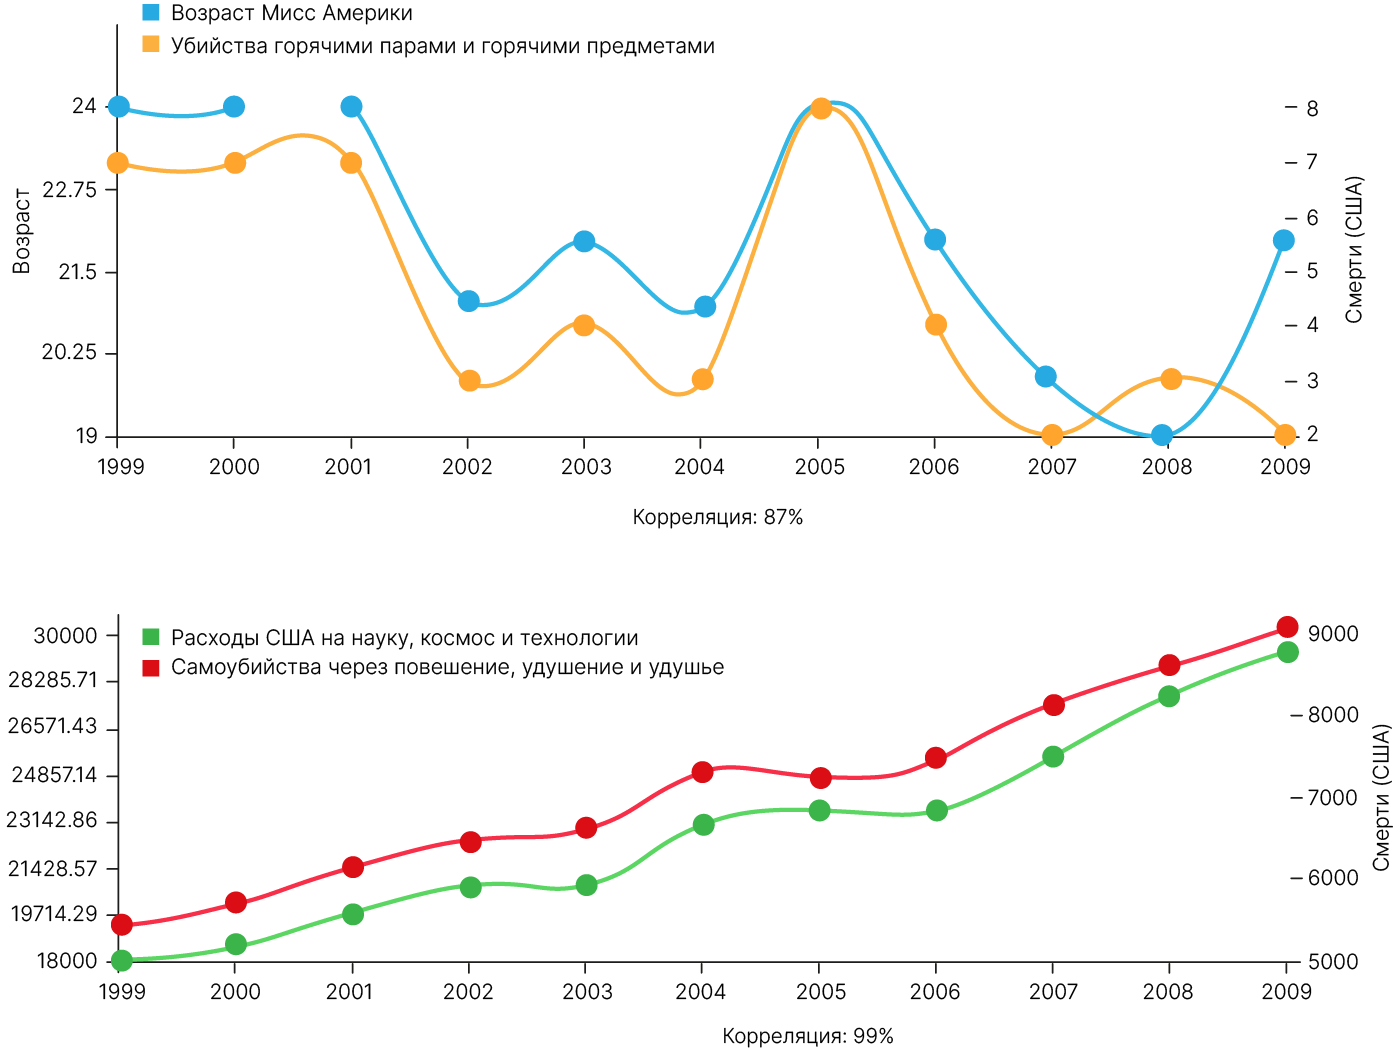 Возраст Мисс Америки
Убийства горячими парами и горячими предметами
24
22.75
21.5
20.25
19
Возраст
8
7
6
5
4
3
2
Смерти (США)
1999 2000 2001 2002 2003 2004 2005 2006 2007 2008 2009
Корреляция: 87%
Расходы США на науку, космос и технологии
Самоубийства через повешение, удушение и удушье
30000
28285.71
26571.43
24857.14
23142.86
21428.57
19714.29
18000
9000
8000
7000
6000
5000
Смерти (США)
1999 2000 2001 2002 2003 2004 2005 2006 2007 2008 2009
Корреляция: 99%